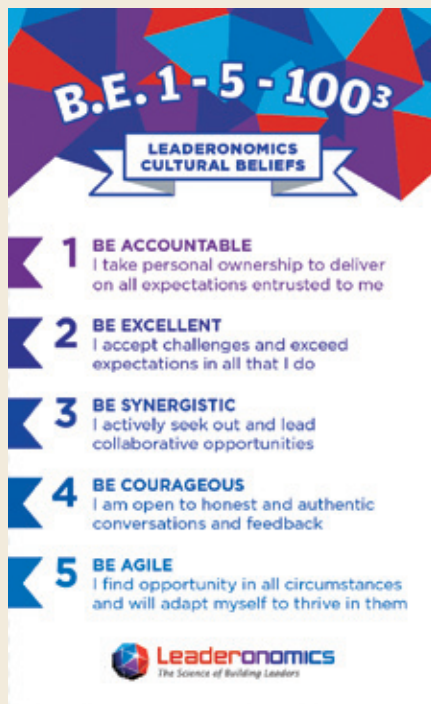 B.E. 1 - 5 - 100³
LEADERONOMICS
CULTURAL BELIEFS
1 BE ACCOUNTABLE
I take personal ownership to deliver
on all expectations entrusted to me
2 BE EXCELLENT
I accept challenges and exceed
expectations in all that I do
3 BE SYNERGISTIC
I actively seek out and lead
collaborative opportunities
4 BE COURAGEOUS
I am open to honest and authentic
conversations and feedback
5 BE AGILE
I find opportunity in all circumstances
and will adapt myself to thrive in them
Leaderonomics
The Science of Building Leaders